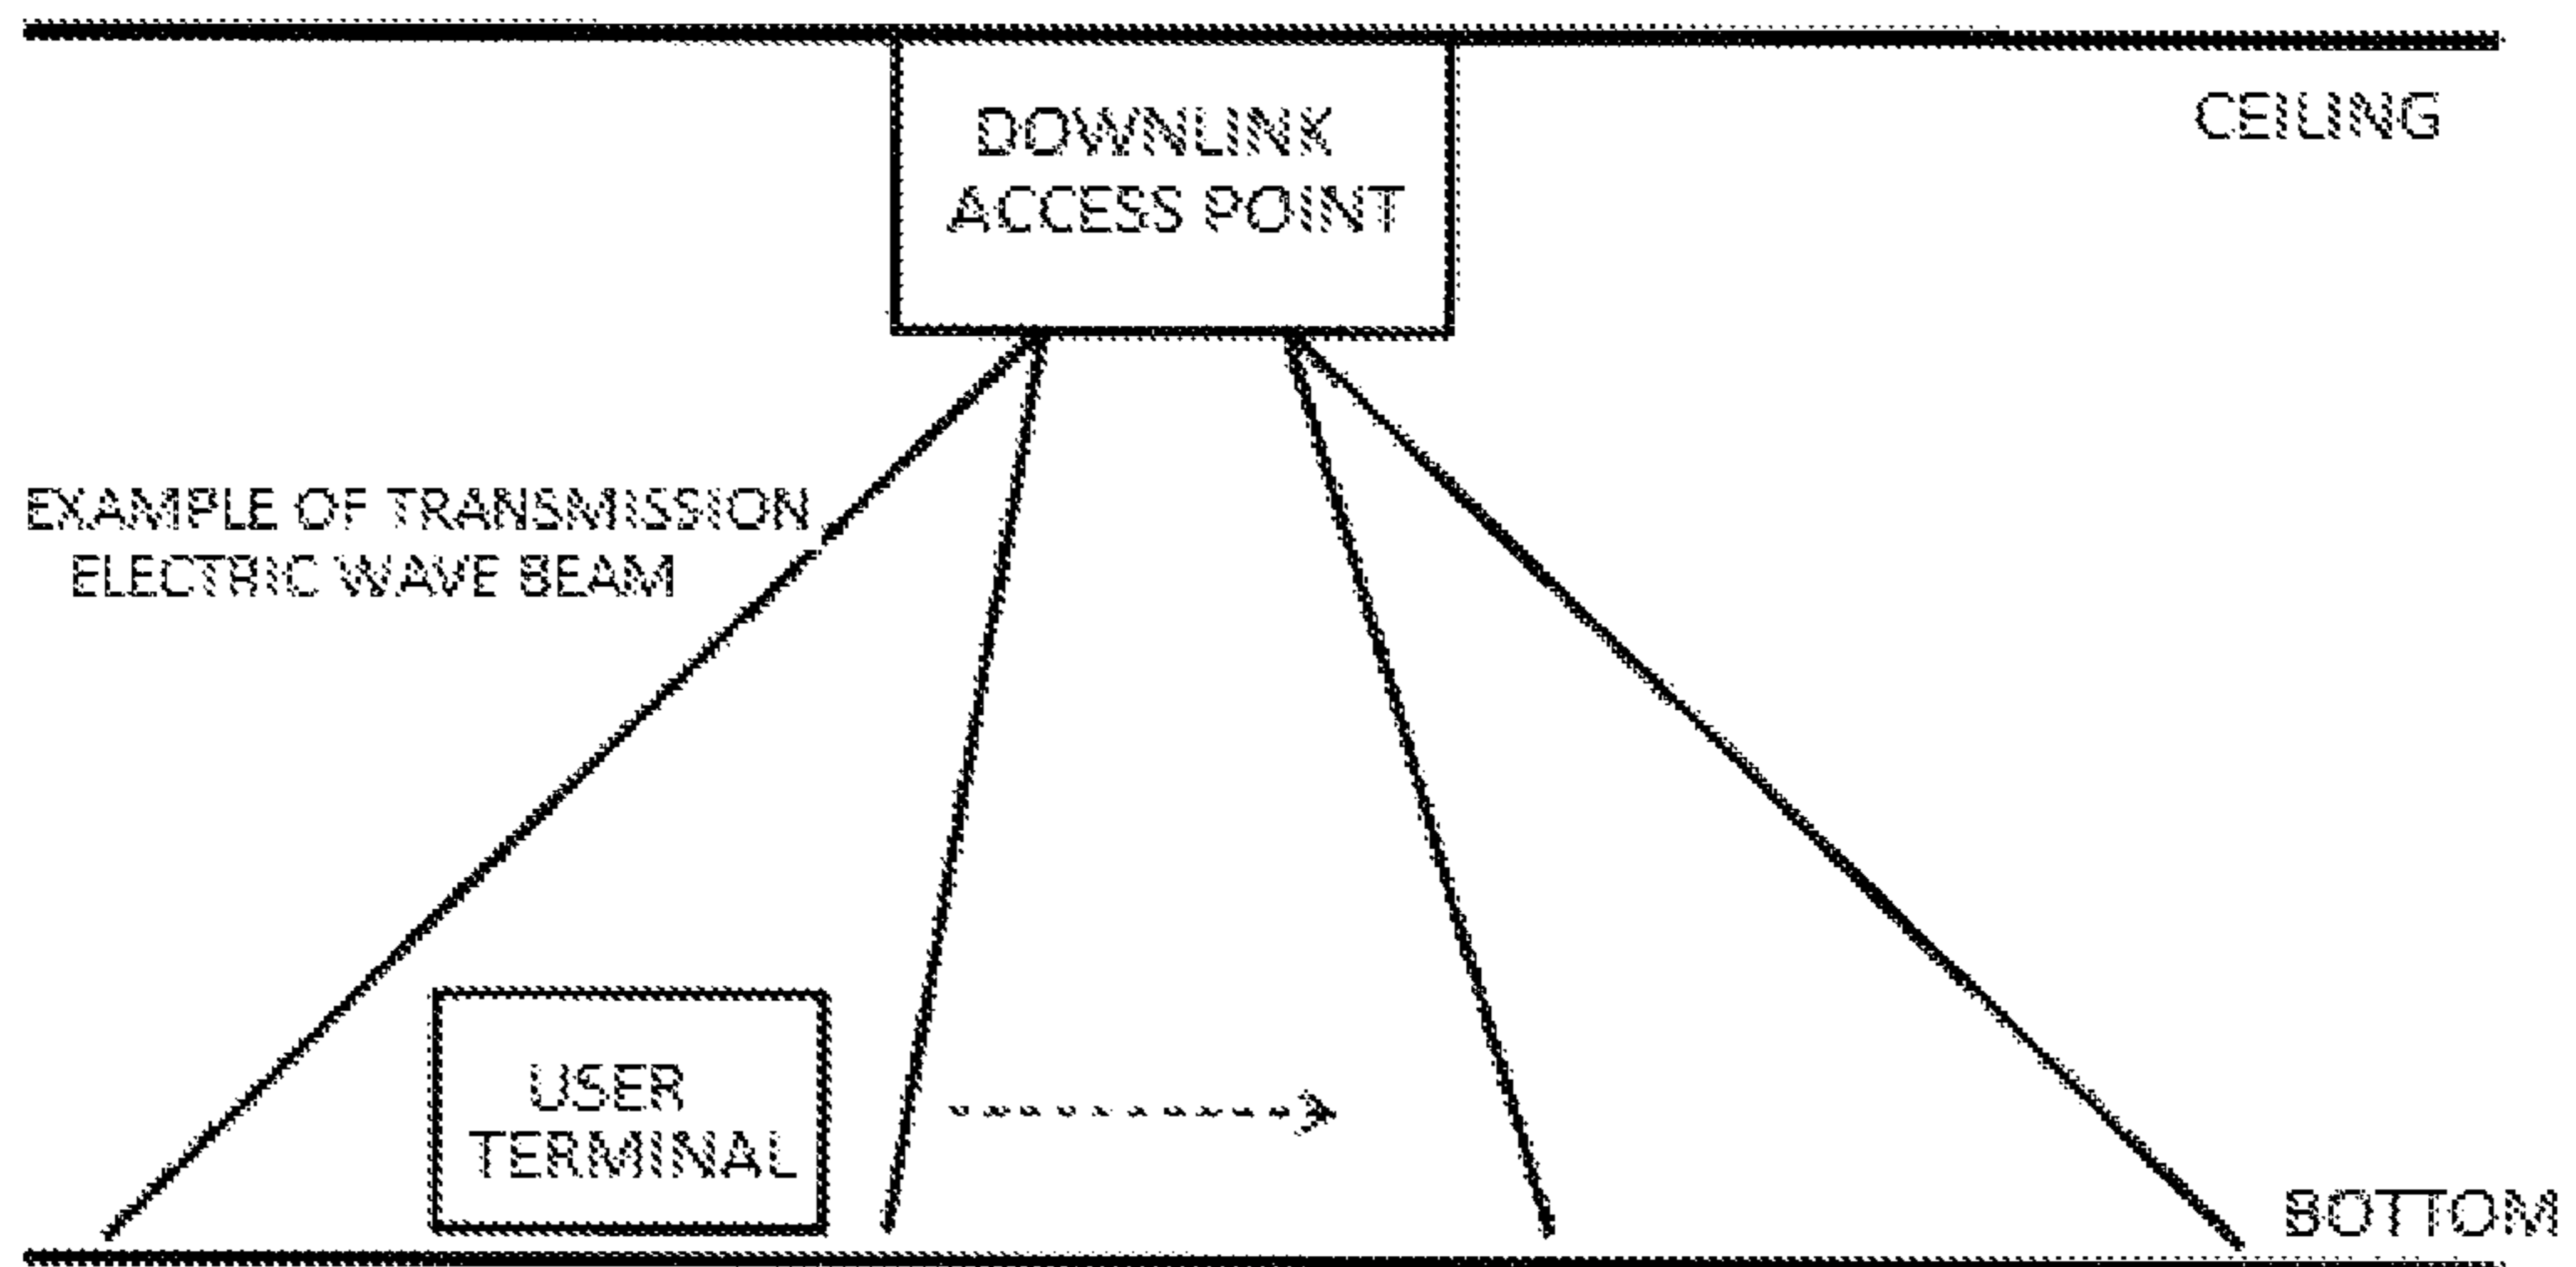 DOWNLINK
ACCESS POINT
CEILING
EXAMPLE OF TRANSMISSION
ELECTRIC WAVE BEAM
USER
TERMINAL
BOTTOM